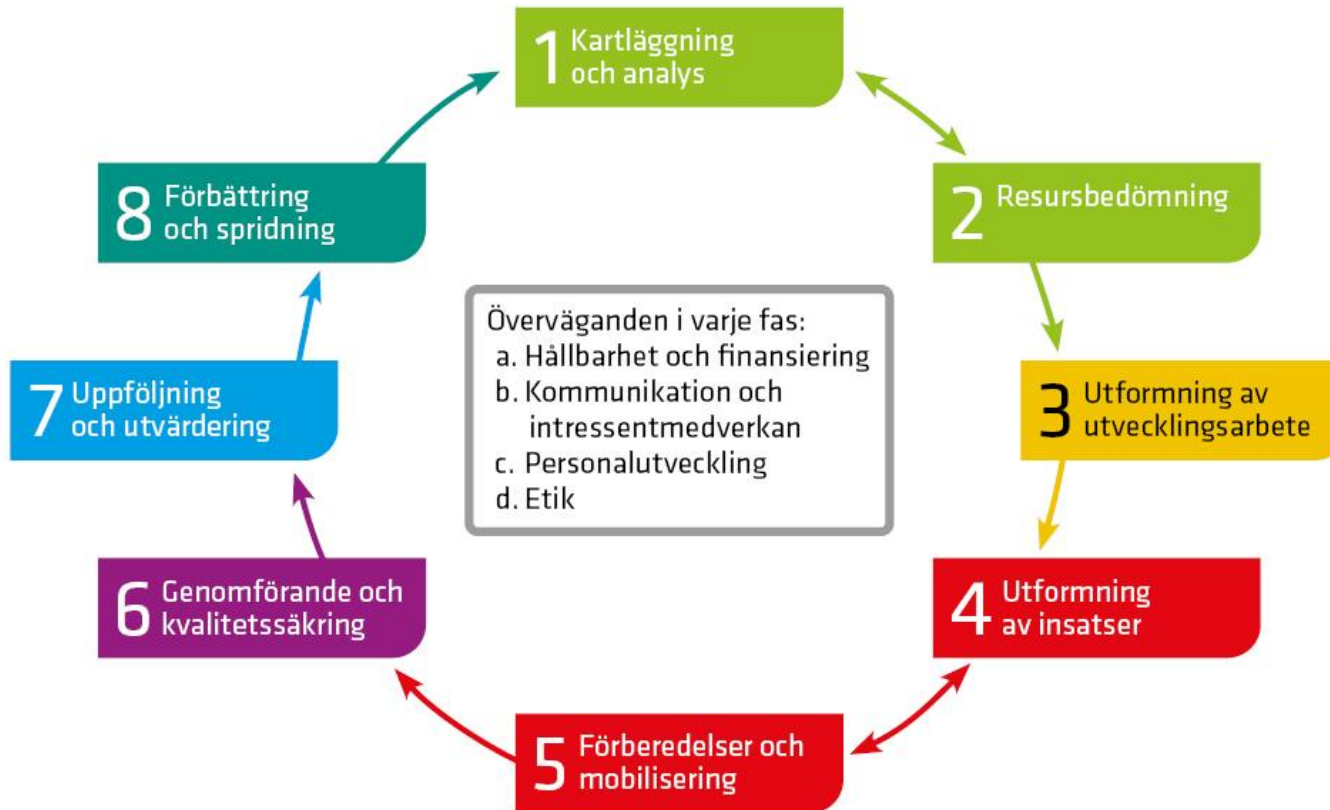 1 Kartläggning
och analys
2 Resursbedömning
3 Utformning av
utvecklingsarbete
4 Utformning
av insatser
5 Förberedelser och
mobilisering
6 Genomförande och
kvalitetssäkring
7 Uppföljning
och utvärdering
8 Förbättring
och spridning
Överväganden i varje fas:
a. Hållbarhet och finansiering
b. Kommunikation och
intressentmedverkan
c. Personalutveckling
d. Etik